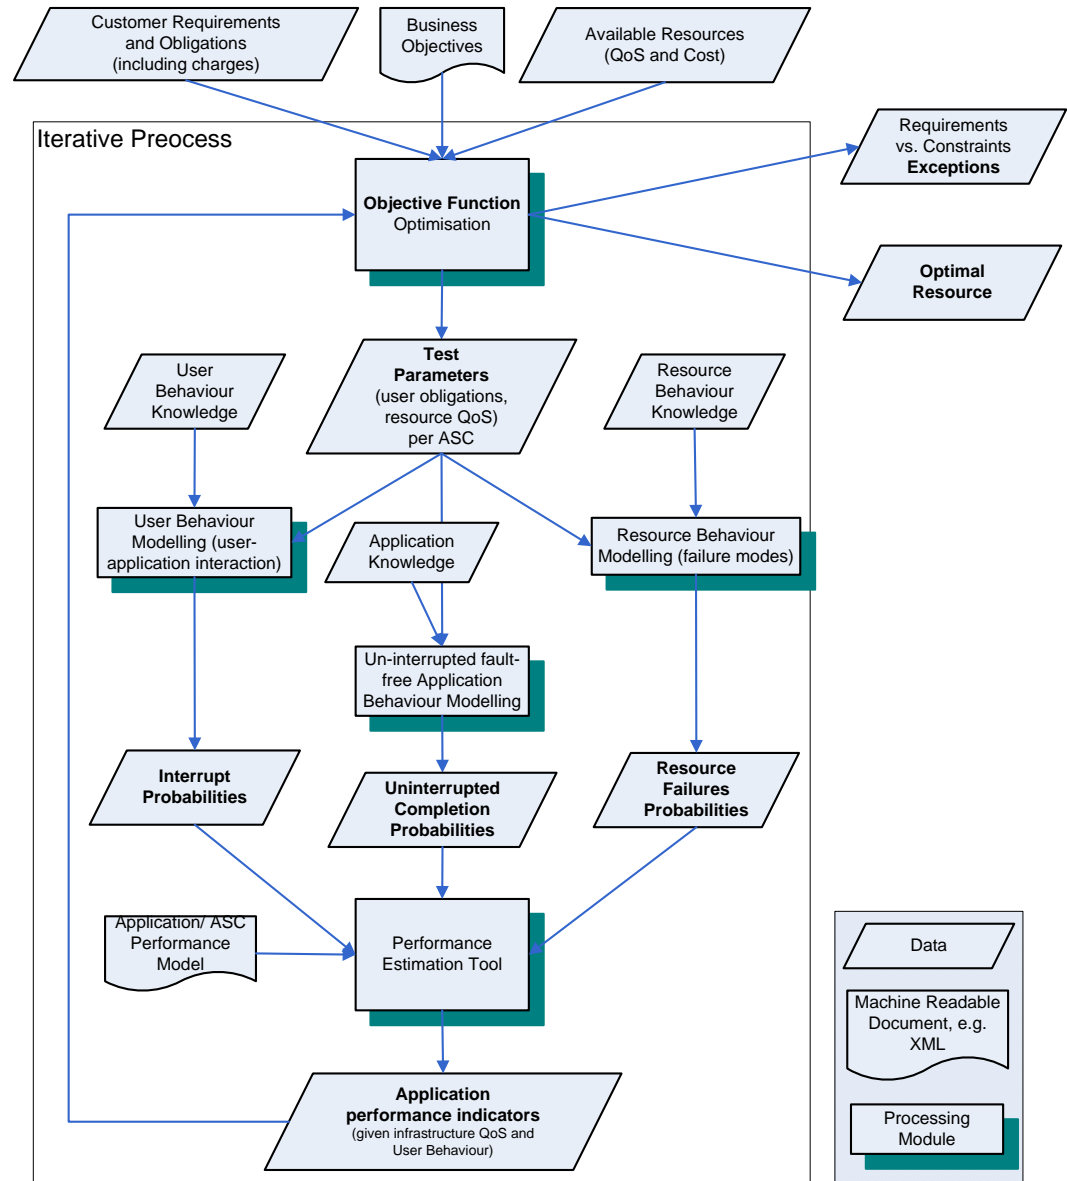 Customer Requirements
and Obligations
(including charges)
Business
Objectives
Available Resources
(QoS and Cost)
Iterative Preocess
Requirements
vs. Constraints
Exceptions
Objective Function
Optimisation
Optimal
Resource
Test
Parameters
(user obligations,
resource QoS)
per ASC
User
Behaviour
Knowledge
Resource
Behaviour
Knowledge
User Behaviour
Modelling (user-
application interaction)
Application
Knowledge
Resource Behaviour
Modelling (failure modes)
Un-interrupted fault-
free Application
Behaviour Modelling
Interrupt
Probabilities
Uninterrupted
Completion
Probabilities
Resource
Failures
Probabilities
Application/ ASC
Performance
Model
Performance
Estimation Tool
Application
performance indicators
(given infrastructure QoS and
User Behaviour)
Data
Machine Readable
Document, e.g.
XML
Processing
Module